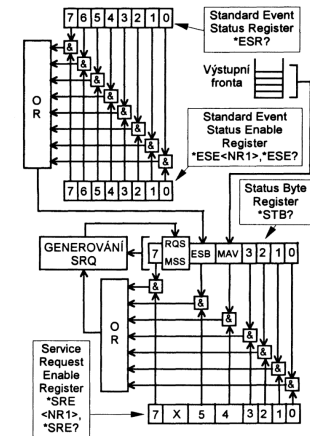 7 6 5 4 3 2 1 0
Standard Event
Status Register
*ESR?
& & & & & & & &
OR
Výstupní
fronta
Standard Event
Status Enable
Register
*ESE<NR1>,*ESE?
7 6 5 4 3 2 1 0
Status Byte
Register
*STB?
GENEROVÁNÍ
SRQ
7 RQS MSS ESB MAV 3 2 1 0
& & & & & & &
&
OR
Service
Request
Enable
Register
*SRE
<NR1>,
*SRE?
7 X 5 4 3 2 1 0